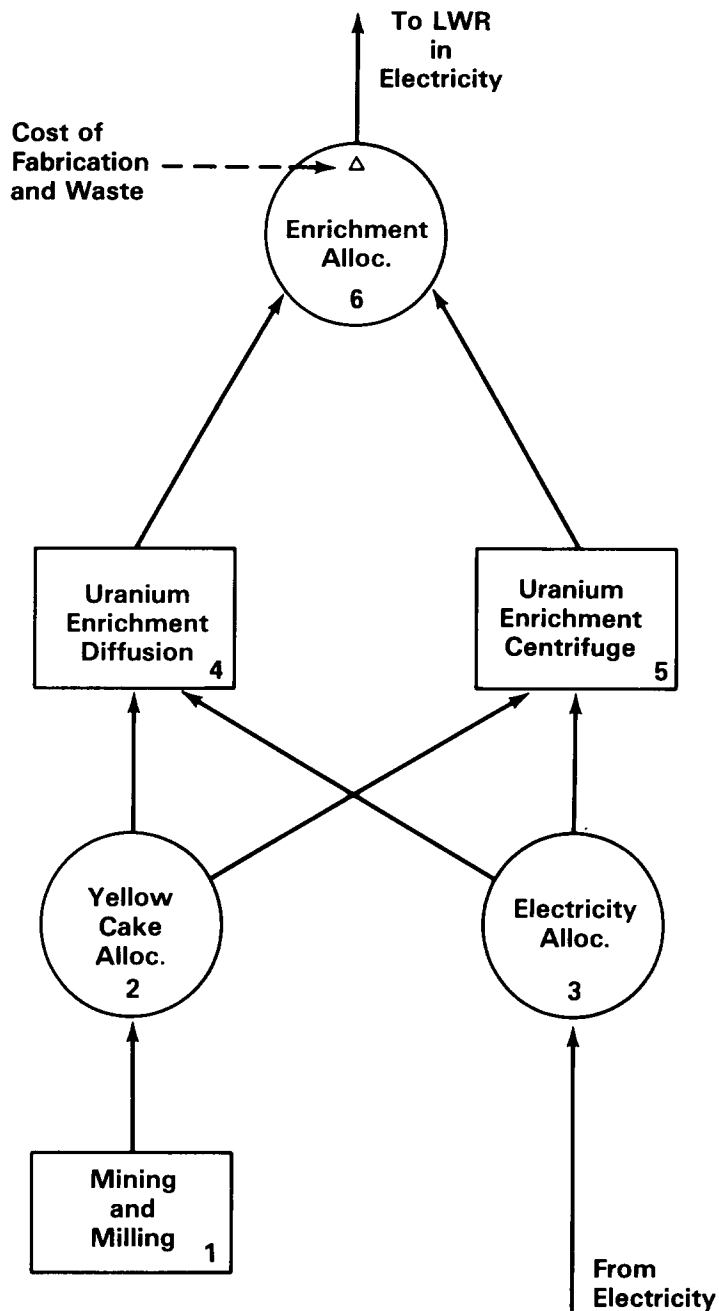 To LWR
in
Electricity
Cost of
Fabrication
and Waste
Δ
Enrichment
Alloc.
6
Uranium
Enrichment
Diffusion
4
Uranium
Enrichment
Centrifuge
5
Yellow
Cake
Alloc.
2
Electricity
Alloc.
3
Mining
and
Milling
1
From
Electricity